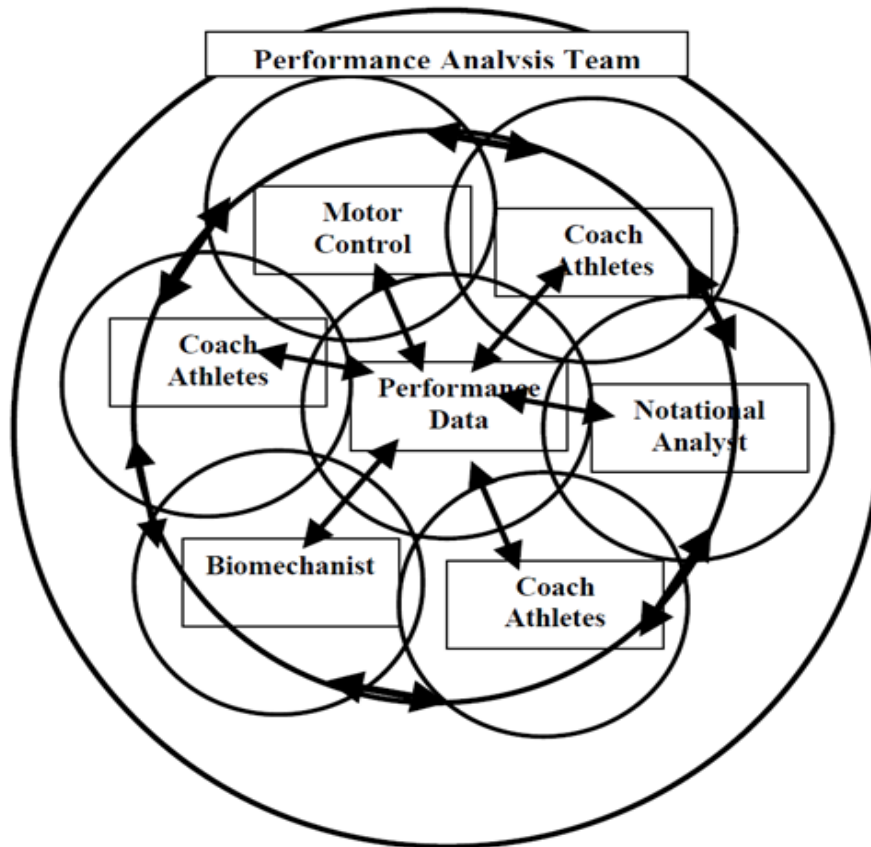 Performance Analysis Team
Motor
Control
Coach
Athletes
Coach
Athletes
Performance
Data
Notational
Analyst
Biomechanist
Coach
Athletes